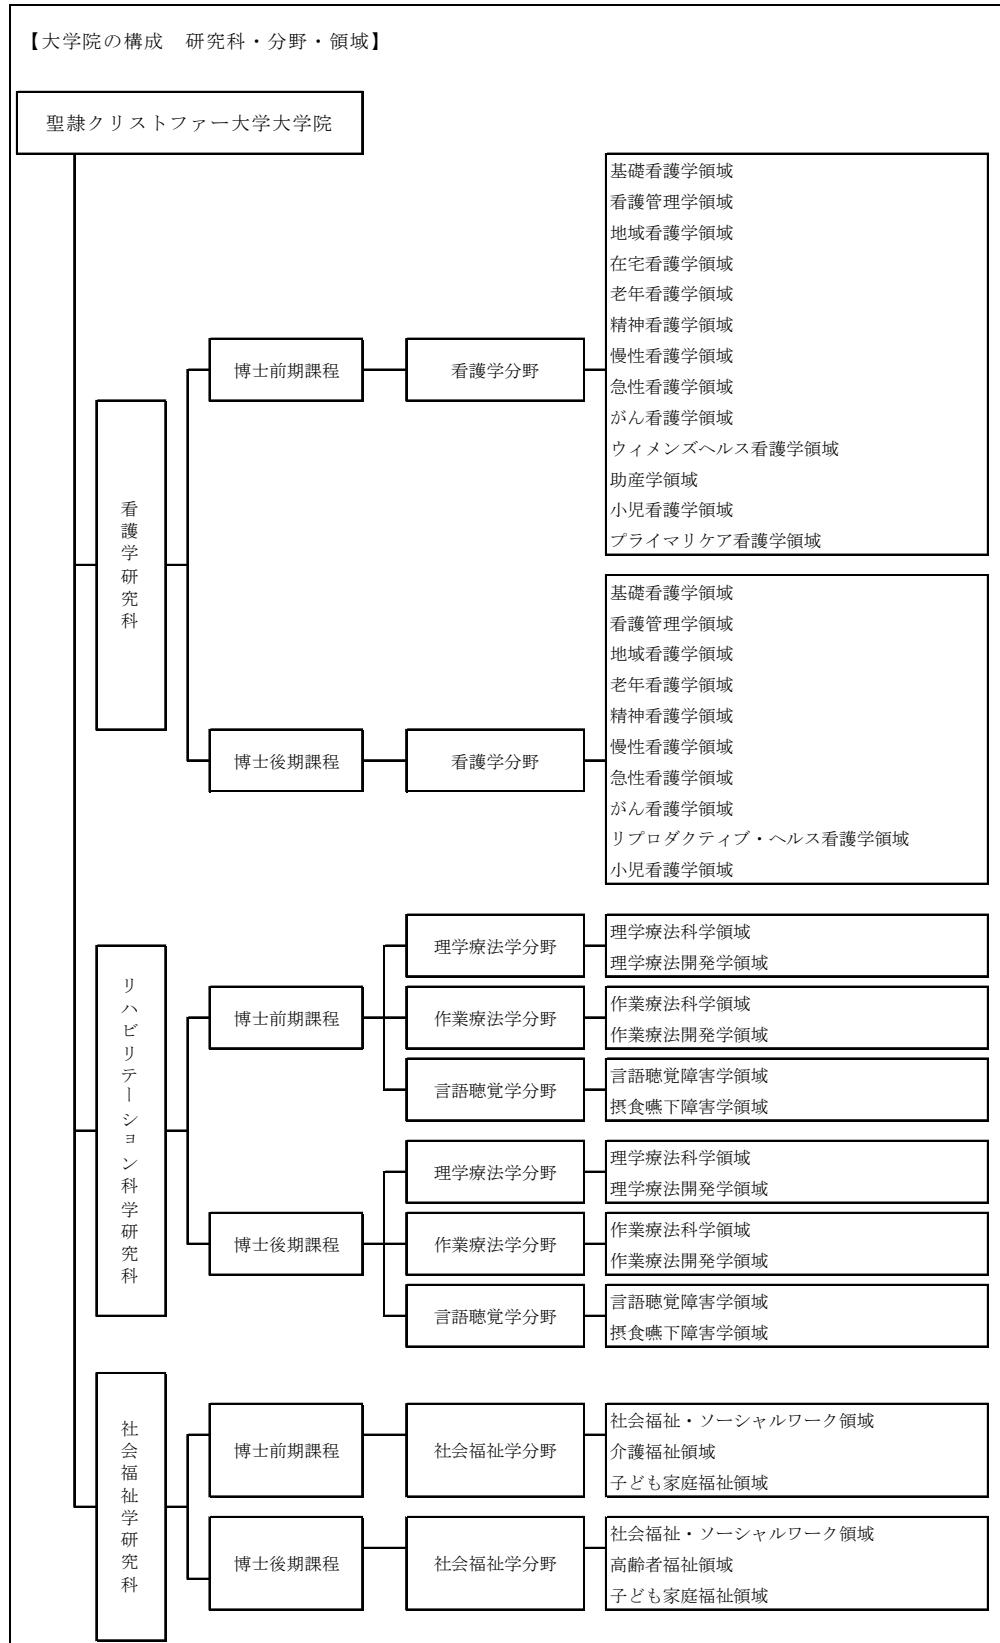 【大学院の構成　研究科・分野・領域】
聖隷クリストファー大学大学院
看護学研究科
博士前期課程
看護学分野
基礎看護学領域
看護管理学領域
地域看護学領域
在宅看護学領域
老年看護学領域
精神看護学領域
慢性看護学領域
急性看護学領域
がん看護学領域
ウィメンズヘルス看護学領域
助産学領域
小児看護学領域
プライマリケア看護学領域
博士後期課程
看護学分野
基礎看護学領域
看護管理学領域
地域看護学領域
老年看護学領域
精神看護学領域
慢性看護学領域
急性看護学領域
がん看護学領域
リプロダクティブ・ヘルス看護学領域
小児看護学領域
リハビリテーション科学研究科
博士前期課程
理学療法学分野
理学療法科学領域
理学療法開発学領域
作業療法学分野
作業療法科学領域
作業療法開発学領域
言語聴覚学分野
言語聴覚障害学領域
摂食嚥下障害学領域
博士後期課程
理学療法学分野
理学療法科学領域
理学療法開発学領域
作業療法学分野
作業療法科学領域
作業療法開発学領域
言語聴覚学分野
言語聴覚障害学領域
摂食嚥下障害学領域
社会福祉学研究科
博士前期課程
社会福祉学分野
社会福祉・ソーシャルワーク領域
介護福祉領域
子ども家庭福祉領域
博士後期課程
社会福祉学分野
社会福祉・ソーシャルワーク領域
高齢者福祉領域
子ども家庭福祉領域